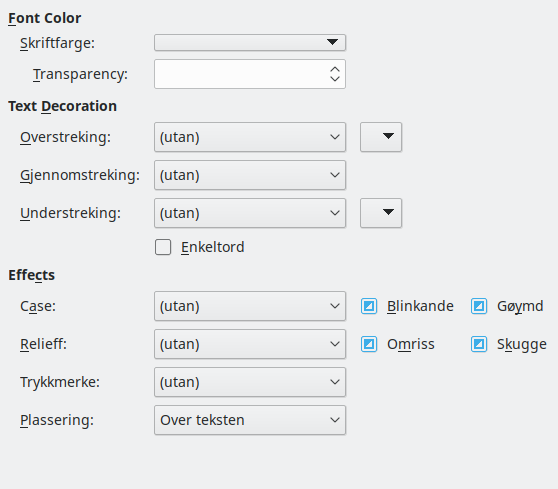 Font Color
Skriftfarge:
Transparency:
Text Decoration
Overstreking: (utan)
Gjennomstreking: (utan)
Understreking: (utan)
Enkeltord
Effects
Case: (utan) Blinkande Gøymd
Relieff: (utan) Omriss Skugge
Trykkmerke: (utan)
Plassering: Over teksten